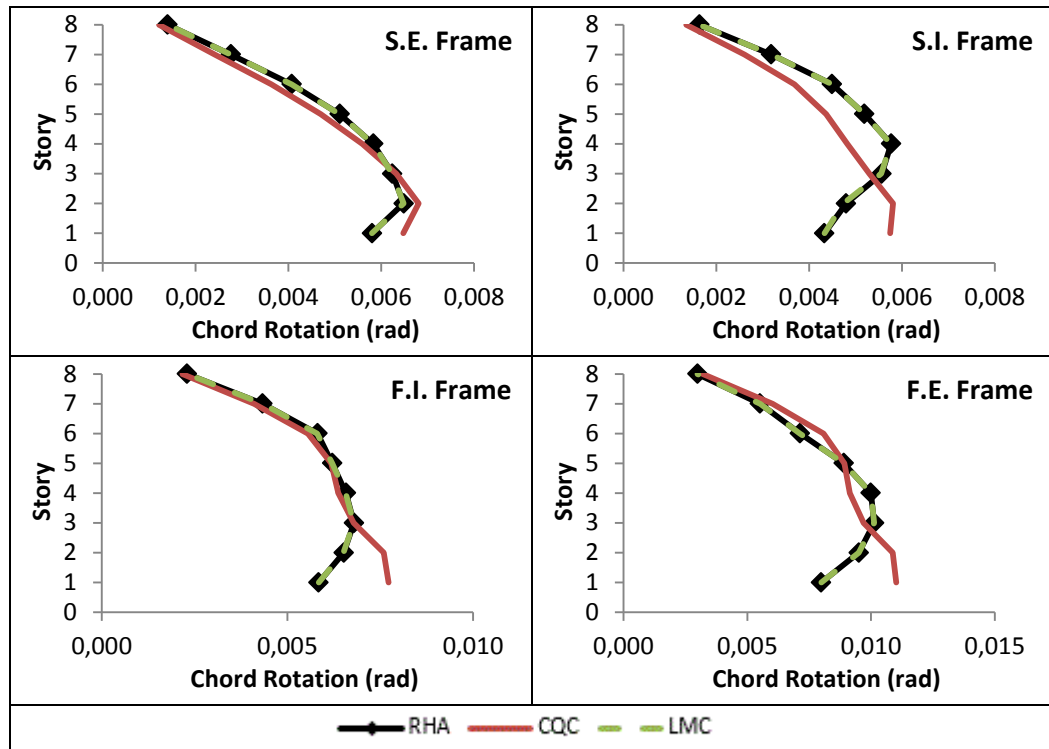 S.E. Frame
Story
8
7
6
5
4
3
2
1
0
0,000 0,002 0,004 0,006 0,008
Chord Rotation (rad)
S.I. Frame
Story
8
7
6
5
4
3
2
1
0
0,000 0,002 0,004 0,006 0,008
Chord Rotation (rad)
F.I. Frame
Story
8
7
6
5
4
3
2
1
0
0,000 0,005 0,010
Chord Rotation (rad)
F.E. Frame
Story
8
7
6
5
4
3
2
1
0
0,000 0,005 0,010 0,015
Chord Rotation (rad)
RHA CQC LMC